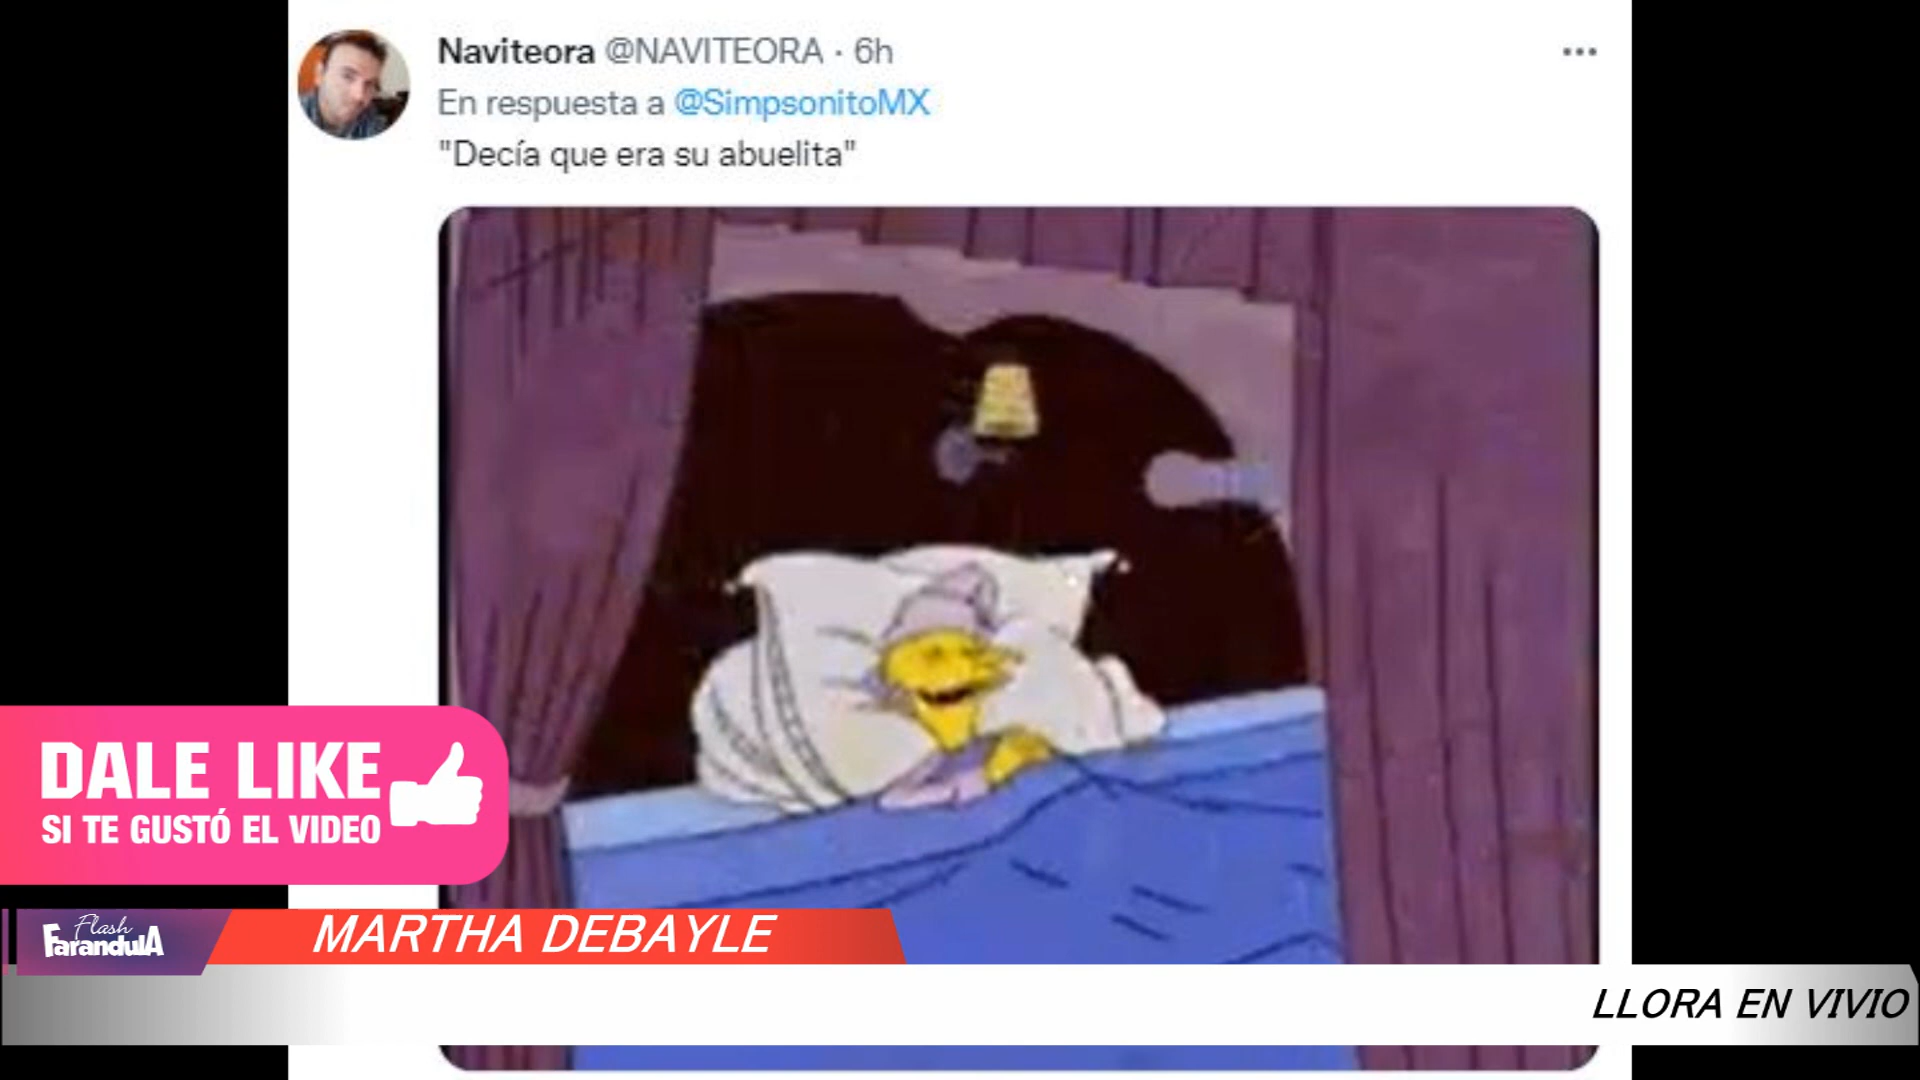 Naviteora @NAVITEORA · 6h
En respuesta a @SimpsonitoMX
"Decía que era su abuelita"
DALE LIKE
SI TE GUSTÓ EL VIDEO
Flash
FarandulA
MARTHA DEBAYLE
LLORA EN VIVIO